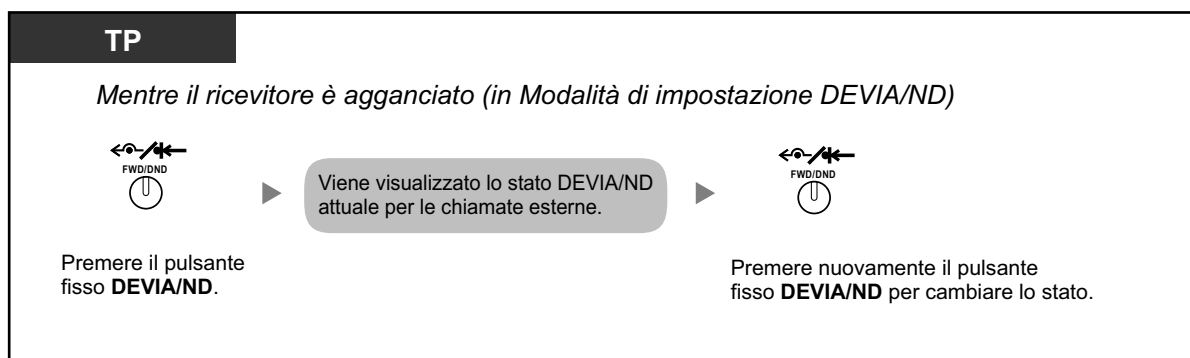 TP
Mentre il ricevitore è agganciato (in Modalità di impostazione DEVIA/ND)
FWD/DND
Viene visualizzato lo stato DEVIA/ND
attuale per le chiamate esterne.
FWD/DND
Premere il pulsante
fisso DEVIA/ND.
Premere nuovamente il pulsante
fisso DEVIA/ND per cambiare lo stato.